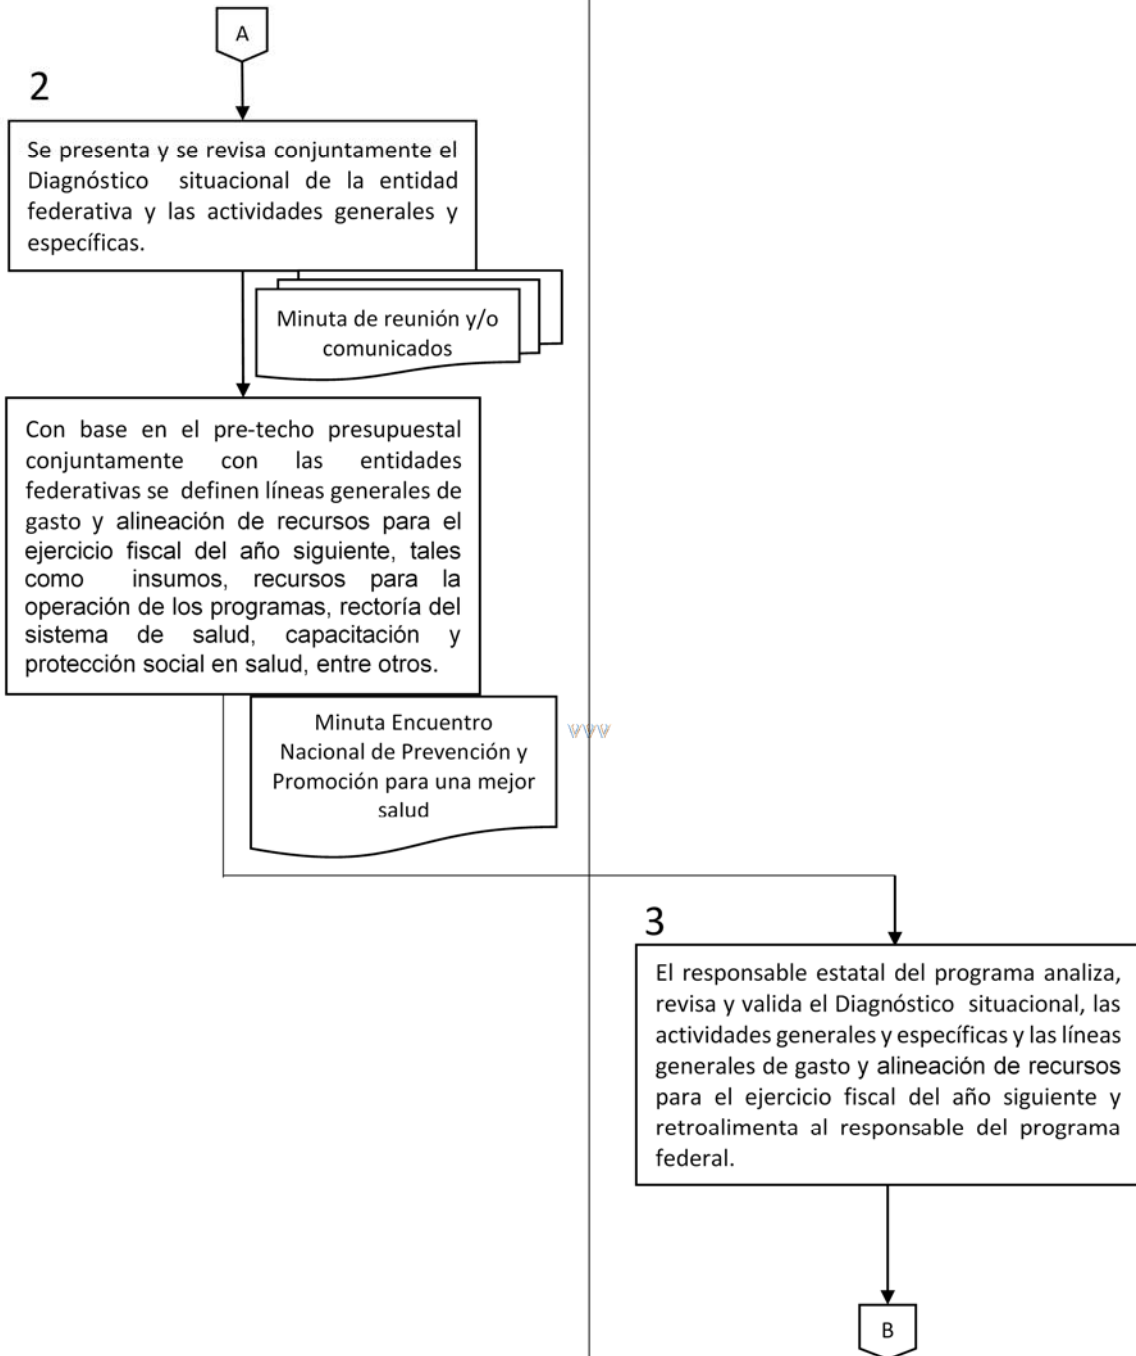 A
2
Se presenta y se revisa conjuntamente el
Diagnóstico situacional de la entidad
federativa y las actividades generales y
específicas.
Minuta de reunión y/o
comunicados
Con base en el pre-techo presupuestal
conjuntamente con las entidades
federativas se definen líneas generales de
gasto y alineación de recursos para el
ejercicio fiscal del año siguiente, tales
como insumos, recursos para la
operación de los programas, rectoría del
sistema de salud, capacitación y
protección social en salud, entre otros.
Minuta Encuentro
Nacional de Prevención y
Promoción para una mejor
salud
3
El responsable estatal del programa analiza,
revisa y valida el Diagnóstico situacional, las
actividades generales y específicas y las líneas
generales de gasto y alineación de recursos
para el ejercicio fiscal del año siguiente y
retroalimenta al responsable del programa
federal.
B